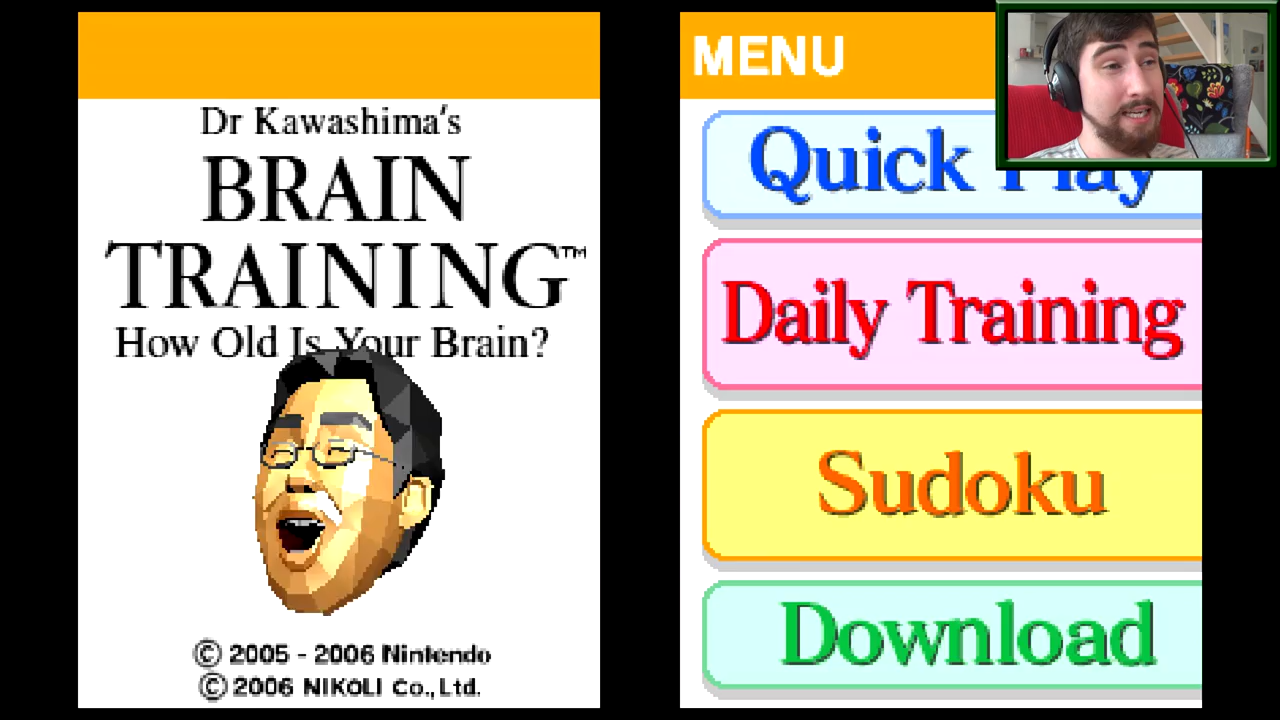 Dr Kawashima's
BRAIN
TRAINING™
How Old Is Your Brain?
© 2005 - 2006 Nintendo
© 2006 NIKOLI Co., Ltd.
MENU
Quick Play
Daily Training
Sudoku
Download